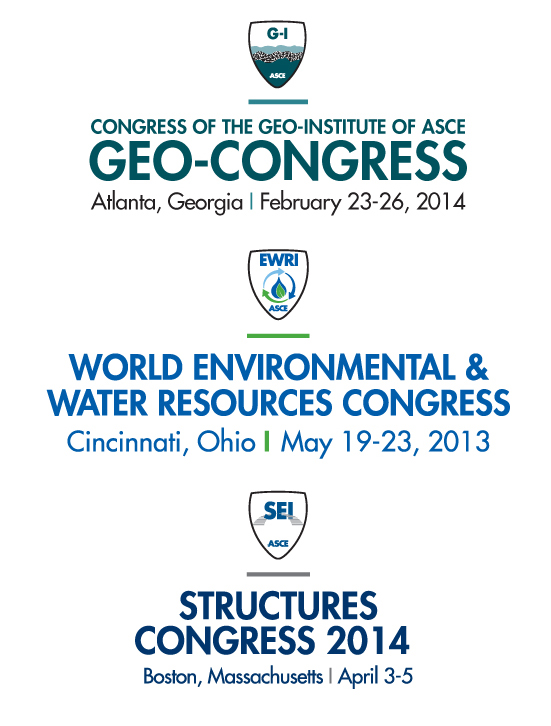 G-I
ASCE
CONGRESS OF THE GEO-INSTITUTE OF ASCE
GEO-CONGRESS
Atlanta, Georgia | February 23-26, 2014
EWRI
ASCE
WORLD ENVIRONMENTAL &
WATER RESOURCES CONGRESS
Cincinnati, Ohio | May 19-23, 2013
SEI
ASCE
STRUCTURES
CONGRESS 2014
Boston, Massachusetts | April 3-5